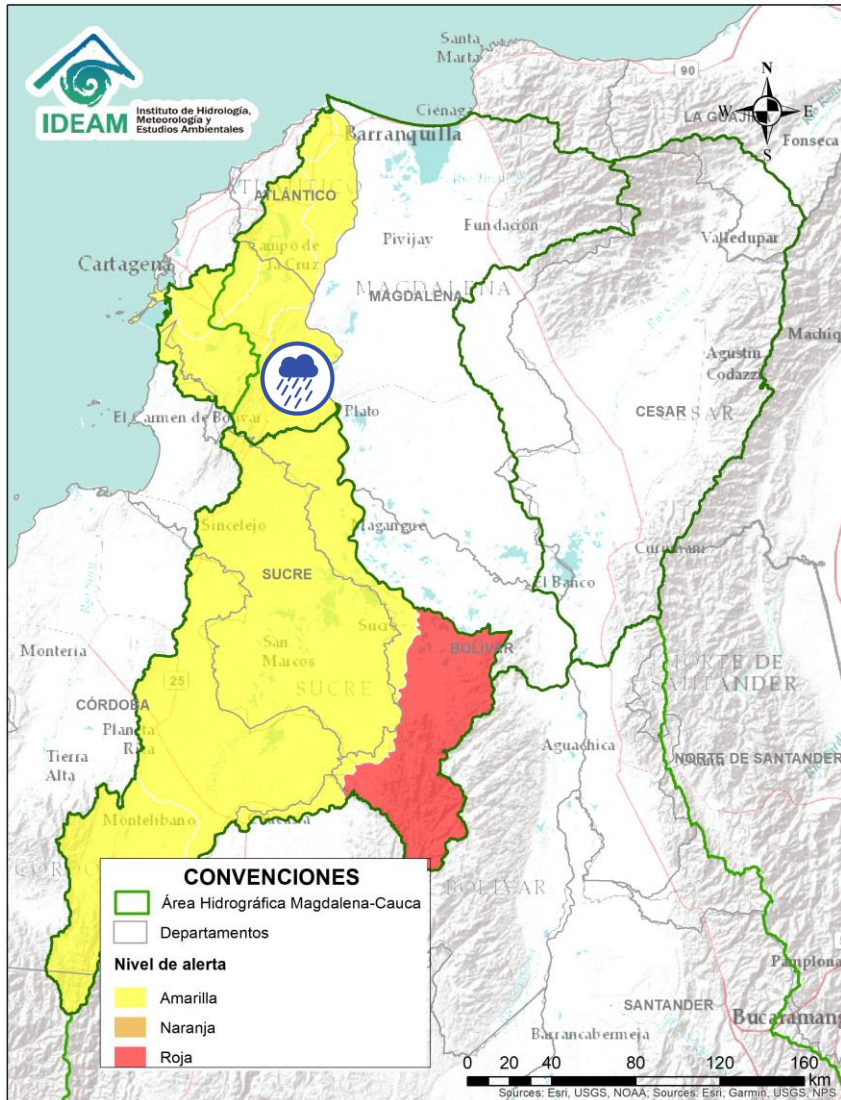 IDEAM
Instituto de Hidrología,
Meteorología y
Estudios Ambientales
Santa
Marta
90
N
W
E
S
LA GUAJIRA
Ciénaga
Barranquilla
Fonseca
ATLÁNTICO
Fundación
Pivijay
Valledupar
Campo de
la Cruz
Cartagena
MAGDALENA
MAGDALENA
Agustín
Codazzi
El Carmen de Bolívar
Plato
CESAR
CESAR
Sincelejo
Magangue
Curumaní
El Banco
SUCRE
Sucre
Montería
San
Marcos
BOLÍVAR
NORTE DE
SANTANDER
25
SUCRE
CÓRDOBA
Planeta
Rica
Aguachica
NORTE DE SANTANDER
Tierra
Alta
Montelibano
BOLÍVAR
CONVENCIONES
Área Hidrográfica Magdalena-Cauca
Departamentos
Nivel de alerta
Amarilla
Naranja
Roja
Pamplona
SANTANDER
Barrancabermeja
0 20 40 80 120 160
km
Sources: Esri, USGS, NOAA; Sources: Esri, Garmin, USGS, NPS